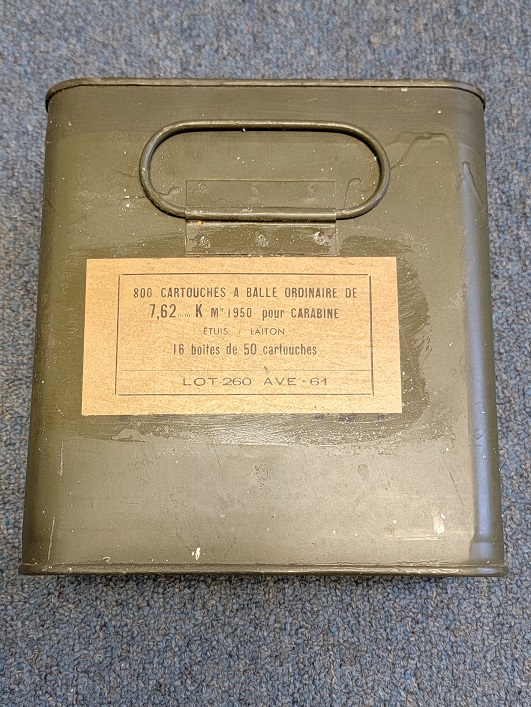 800 CARTOUCHES A BALLE ORDINAIRE DE
7,62 mm K Mle 1950 pour CARABINE
ÉTUIS : LAITON
16 boites de 50 cartouches
LOT-260 AVE-61